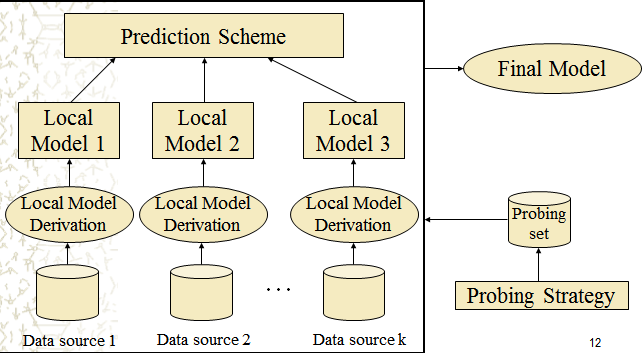 Prediction Scheme
Final Model
Local
Model 1
Local
Model 2
Local
Model 3
Local Model
Derivation
Local Model
Derivation
Local Model
Derivation
Probing
set
...
Probing Strategy
Data source 1
Data source 2
Data source k
12